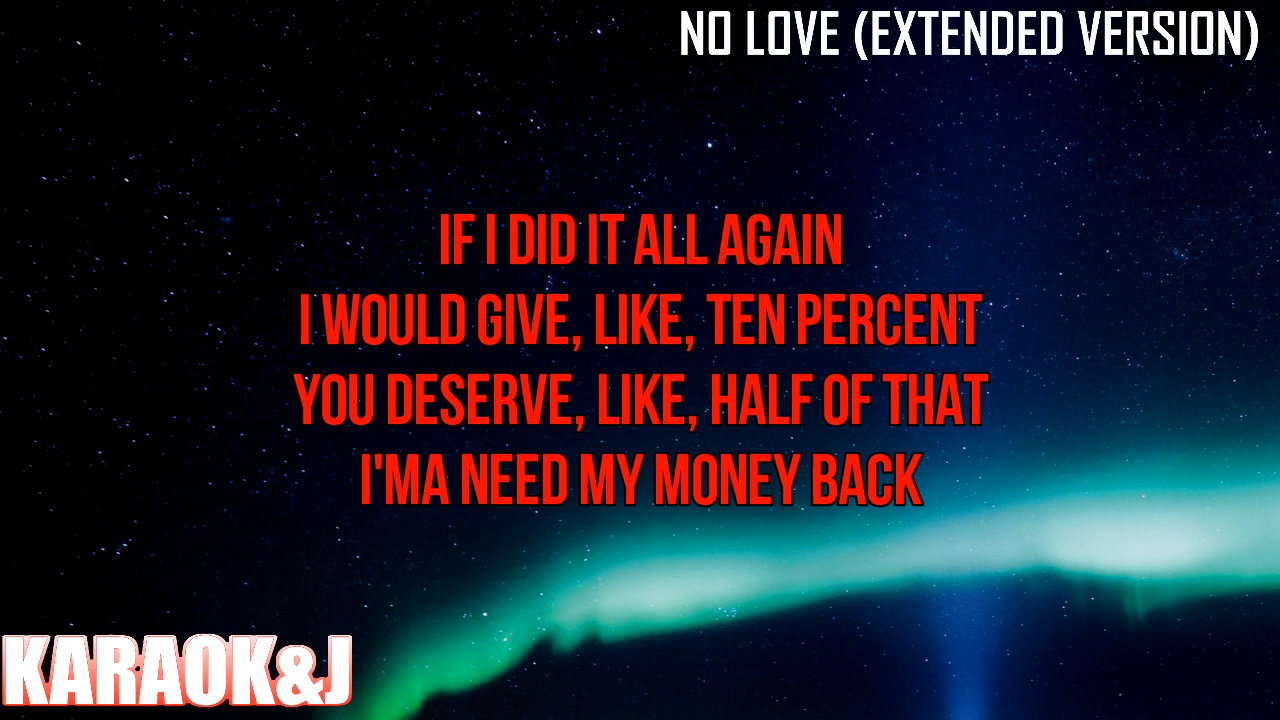 NO LOVE (EXTENDED VERSION)
IF I DID IT ALL AGAIN
I WOULD GIVE, LIKE, TEN PERCENT
YOU DESERVE, LIKE, HALF OF THAT
I'MA NEED MY MONEY BACK
KARAOK&J